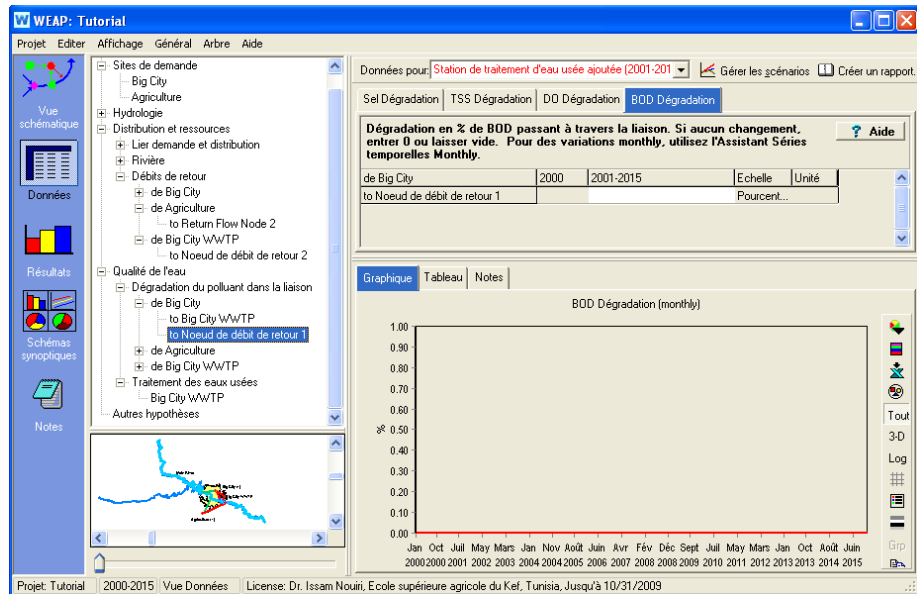 WEAP: Tutorial
Projet Editer Affichage Général Arbre Aide
Vue
schématique
Données
Résultats
Schémas
synoptiques
Notes
Sites de demande
Big City
Agriculture
Hydrologie
Distribution et ressources
Lier demande et distribution
Rivière
Débits de retour
de Big City
de Agriculture
to Return Flow Node 2
de Big City WWTP
to Noeud de débit de retour 2
Qualité de l'eau
Dégradation du polluant dans la liaison
de Big City
to Big City WWTP
to Noeud de débit de retour 1
de Agriculture
de Big City WWTP
Traitement des eaux usées
Big City WWTP
Autres hypothèses
Données pour: Station de traitement d'eau usée ajoutée (2001-201 Gérer les scénarios Créer un rapport.
Sel Dégradation TSS Dégradation DO Dégradation BOD Dégradation
Dégradation en % de BOD passant à travers la liaison. Si aucun changement,
entrer 0 ou laisser vide. Pour des variations monthly, utilisez l'Assistant Séries
temporelles Monthly.
? Aide
de Big City 2000 2001-2015 Echelle Unité
to Noeud de débit de retour 1 Pourcent...
Graphique Tableau Notes
BOD Dégradation (monthly)
%
1.00
0.90
0.80
0.70
0.60
0.50
0.40
0.30
0.20
0.10
0.00
Jan Oct Juil May Mars Jan Nov Août Juin Avr Fév Déc Sept Juil May Mars Jan Oct Août Juin
2000 2000 2001 2002 2003 2004 2004 2005 2006 2007 2008 2008 2009 2010 2011 2012 2013 2013 2014 2015
Tout
3-D
Log
Grp
Projet: Tutorial 2000-2015 Vue Données License: Dr. Issam Nouiri, Ecole supérieure agricole du Kef, Tunisia, Jusqu'à 10/31/2009